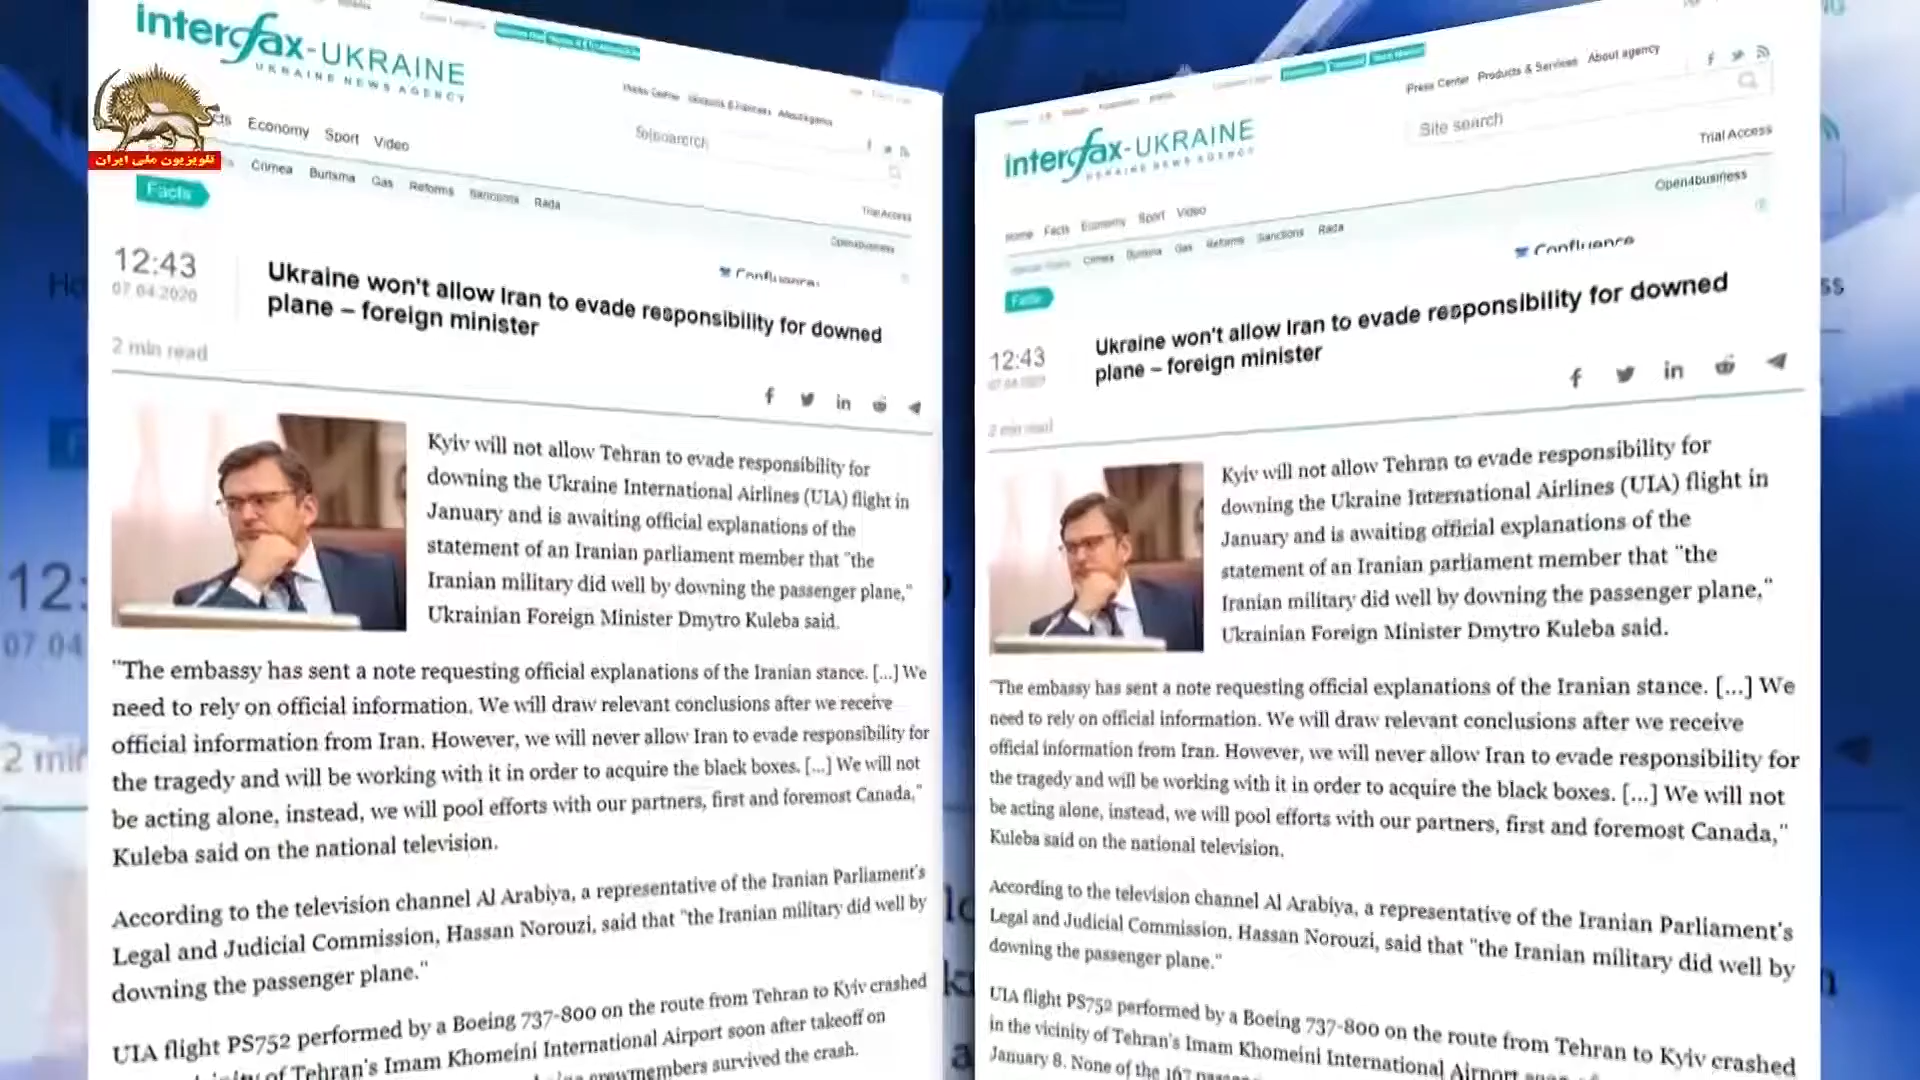 interfax-UKRAINE
UKRAINE NEWS AGENCY
تلویزیون ملی ایران
Economy Sport Video
Crimea Burisma Gas Reforms Sanctions Rada
Trial Access
Open4business
Facts
12:43
07.04.2020
2 min read
Ukraine won't allow Iran to evade responsibility for downed
plane – foreign minister
Kyiv will not allow Tehran to evade responsibility for
downing the Ukraine International Airlines (UIA) flight in
January and is awaiting official explanations of the
statement of an Iranian parliament member that "the
Iranian military did well by downing the passenger plane,"
Ukrainian Foreign Minister Dmytro Kuleba said.
"The embassy has sent a note requesting official explanations of the Iranian stance. [...] We
need to rely on official information. We will draw relevant conclusions after we receive
official information from Iran. However, we will never allow Iran to evade responsibility for
the tragedy and will be working with it in order to acquire the black boxes. [...] We will not
be acting alone, instead, we will pool efforts with our partners, first and foremost Canada,"
Kuleba said on the national television.
According to the television channel Al Arabiya, a representative of the Iranian Parliament's
Legal and Judicial Commission, Hassan Norouzi, said that "the Iranian military did well by
downing the passenger plane."
UIA flight PS752 performed by a Boeing 737-800 on the route from Tehran to Kyiv crashed
of Tehran's Imam Khomeini International Airport soon after takeoff on
crewmembers survived the crash.
interfax-UKRAINE
UKRAINE NEWS AGENCY
Press Center Products & Services About agency
Site search
Trial Access
Open4business
Home Facts Economy Sport Video
Crimea Burisma Gas Reforms Sanctions Rada
Facts
Confluence
12:43
2 min read
Ukraine won't allow Iran to evade responsibility for downed
plane – foreign minister
Kyiv will not allow Tehran to evade responsibility for
downing the Ukraine International Airlines (UIA) flight in
January and is awaiting official explanations of the
statement of an Iranian parliament member that "the
Iranian military did well by downing the passenger plane,"
Ukrainian Foreign Minister Dmytro Kuleba said.
"The embassy has sent a note requesting official explanations of the Iranian stance. [...] We
need to rely on official information. We will draw relevant conclusions after we receive
official information from Iran. However, we will never allow Iran to evade responsibility for
the tragedy and will be working with it in order to acquire the black boxes. [...] We will not
be acting alone, instead, we will pool efforts with our partners, first and foremost Canada,"
Kuleba said on the national television.
According to the television channel Al Arabiya, a representative of the Iranian Parliament's
Legal and Judicial Commission, Hassan Norouzi, said that "the Iranian military did well by
downing the passenger plane."
UIA flight PS752 performed by a Boeing 737-800 on the route from Tehran to Kyiv crashed
in the vicinity of Tehran's Imam Khomeini International Airport
January 8. None of the 167
12:
07.04
2 min